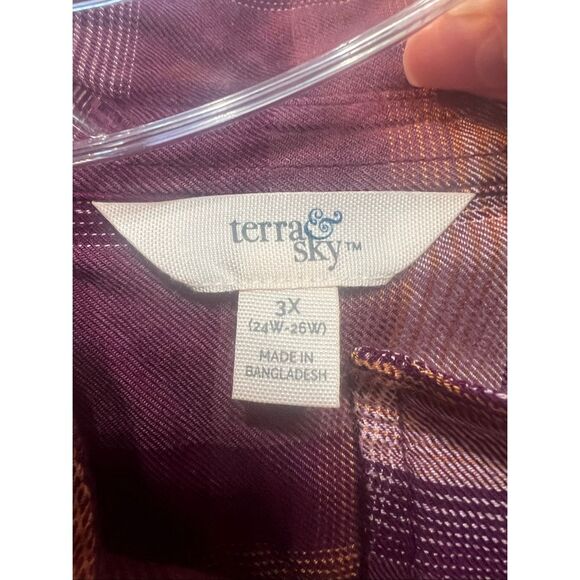 terra&
sky™
3X
(24W-26W)
MADE IN
BANGLADESH